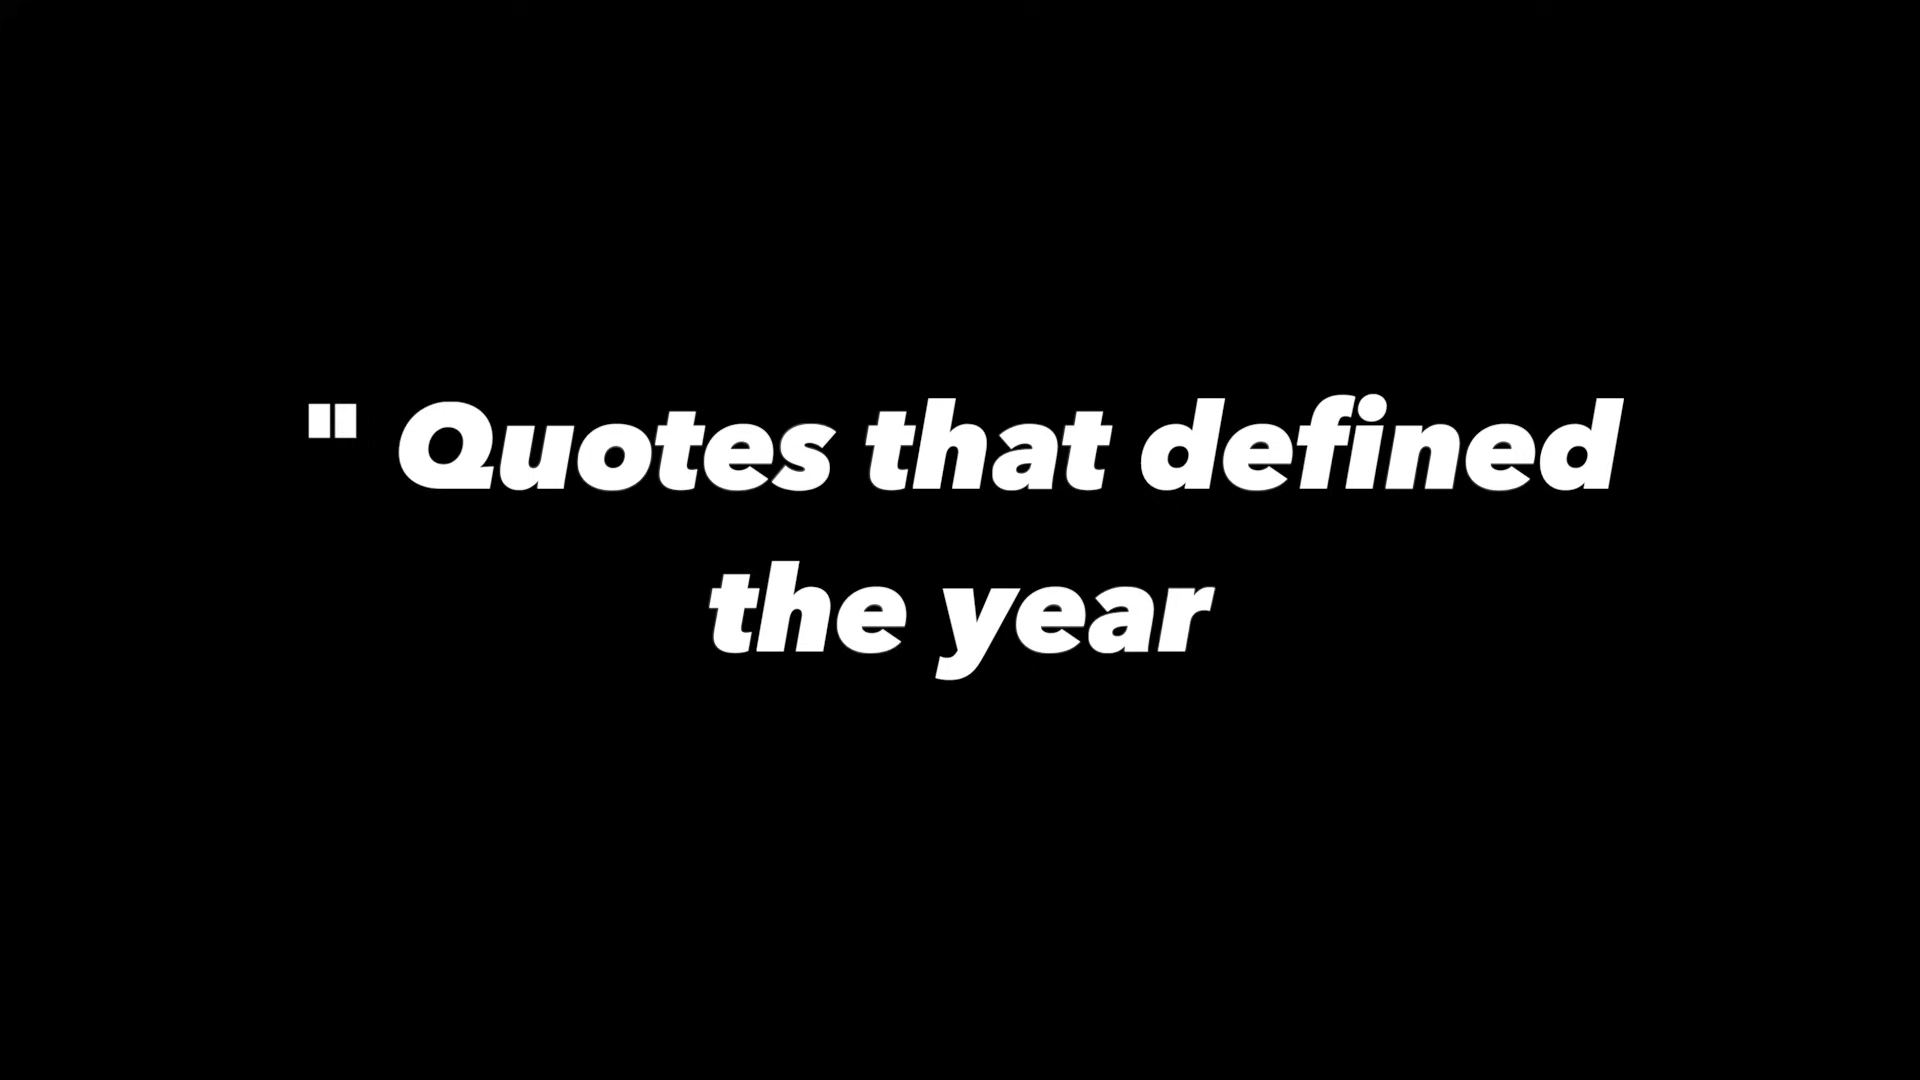 " Quotes that defined
the year